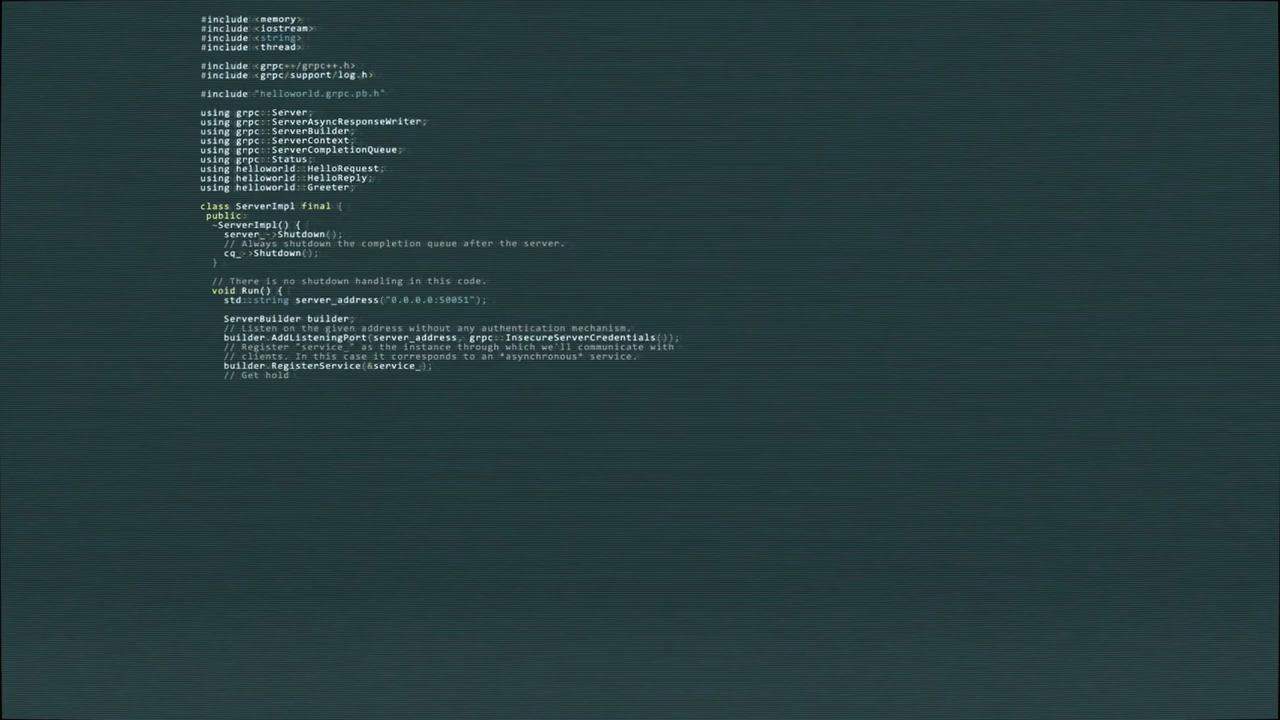 #include <memory>
#include <iostream>
#include <string>
#include <thread>
#include <grpc++/grpc++.h>
#include <grpc/support/log.h>
#include "helloworld.grpc.pb.h"
using grpc::Server;
using grpc::ServerAsyncResponseWriter;
using grpc::ServerBuilder;
using grpc::ServerContext;
using grpc::ServerCompletionQueue;
using grpc::Status;
using helloworld::HelloRequest;
using helloworld::HelloReply;
using helloworld::Greeter;
class ServerImpl final {
public:
~ServerImpl() {
server_->Shutdown();
// Always shutdown the completion queue after the server.
cq_->Shutdown();
}
// There is no shutdown handling in this code.
void Run() {
std::string server_address("0.0.0.0:50051");
ServerBuilder builder;
// Listen on the given address without any authentication mechanism.
builder.AddListeningPort(server_address, grpc::InsecureServerCredentials());
// Register "service_" as the instance through which we'll communicate with
// clients. In this case it corresponds to an *asynchronous* service.
builder.RegisterService(&service_);
// Get hold